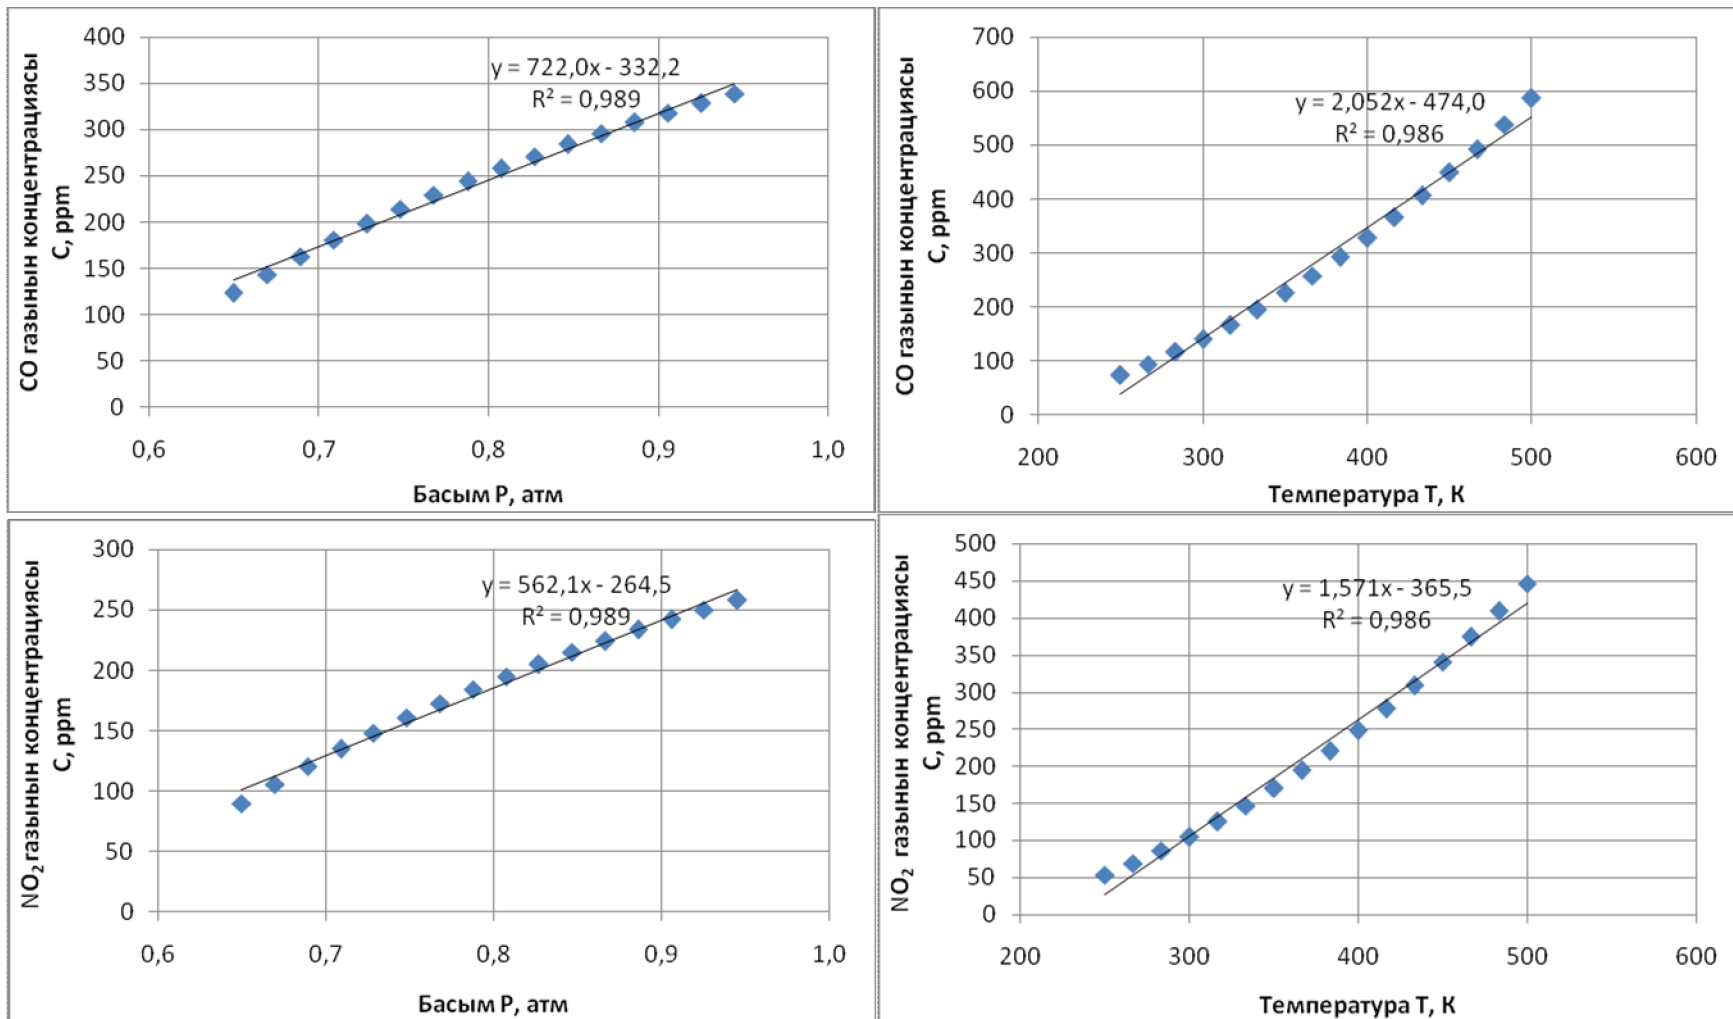 СО газынын концентрациясы
C, ppm
400
350
300
250
200
150
100
50
0
y = 722,0x - 332,2
R² = 0,989
0,6
0,7
0,8
0,9
1,0
Басым Р, атм
СО газынын концентрациясы
C, ppm
700
600
500
400
300
200
100
0
y = 2,052x - 474,0
R² = 0,986
200
300
400
500
600
Температура Т, К
NO₂ газынын концентрациясы
C, ppm
300
250
200
150
100
50
0
y = 562,1x - 264,5
R² = 0,989
0,6
0,7
0,8
0,9
1,0
Басым Р, атм
NO₂ газынын концентрациясы
C, ppm
500
450
400
350
300
250
200
150
100
50
0
y = 1,571x - 365,5
R² = 0,986
200
300
400
500
600
Температура Т, К